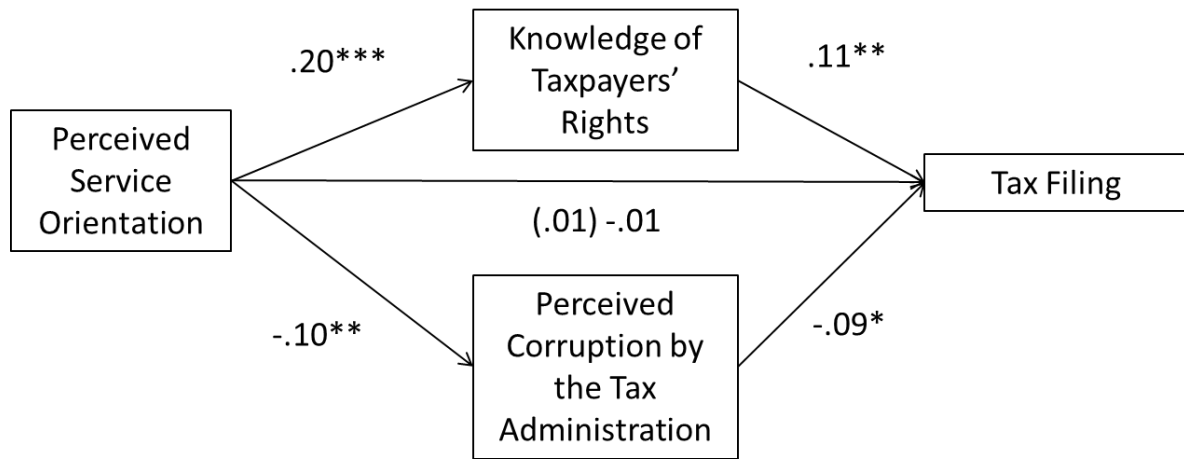 Knowledge of
Taxpayers’
Rights
.20***
.11**
Perceived
Service
Orientation
Tax Filing
(.01) -.01
Perceived
Corruption by
the Tax
Administration
-.10**
-.09*